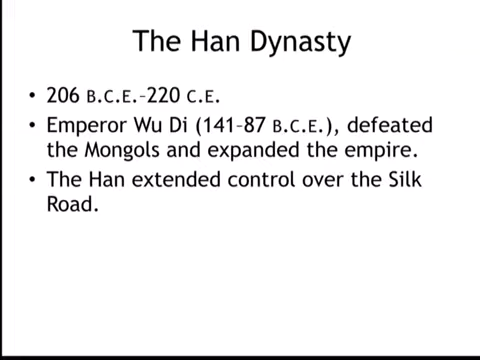 The Han Dynasty
• 206 B.C.E.–220 C.E.
• Emperor Wu Di (141–87 B.C.E.), defeated
the Mongols and expanded the empire.
• The Han extended control over the Silk
Road.